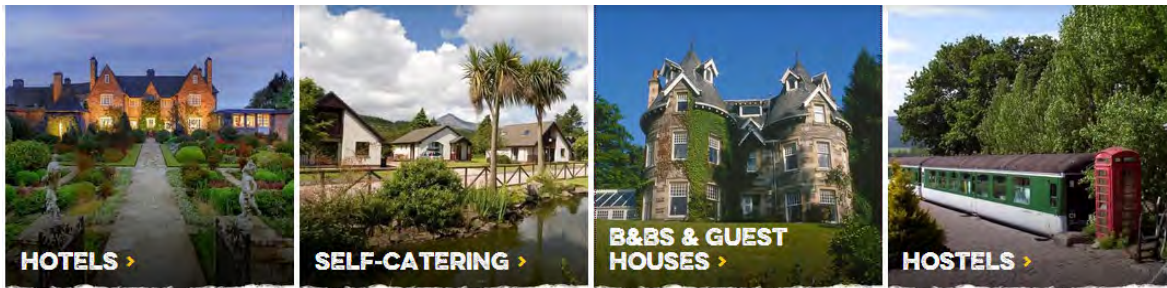 HOTELS >
SELF-CATERING >
B&BS & GUEST
HOUSES >
HOSTELS >